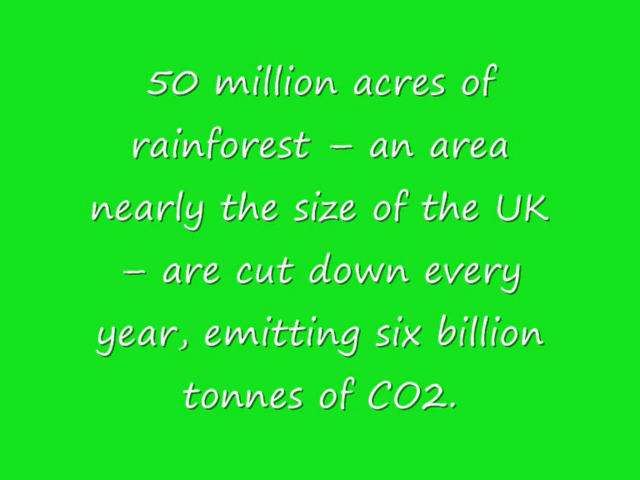 50 million acres of
rainforest – an area
nearly the size of the UK
– are cut down every
year, emitting six billion
tonnes of CO2.